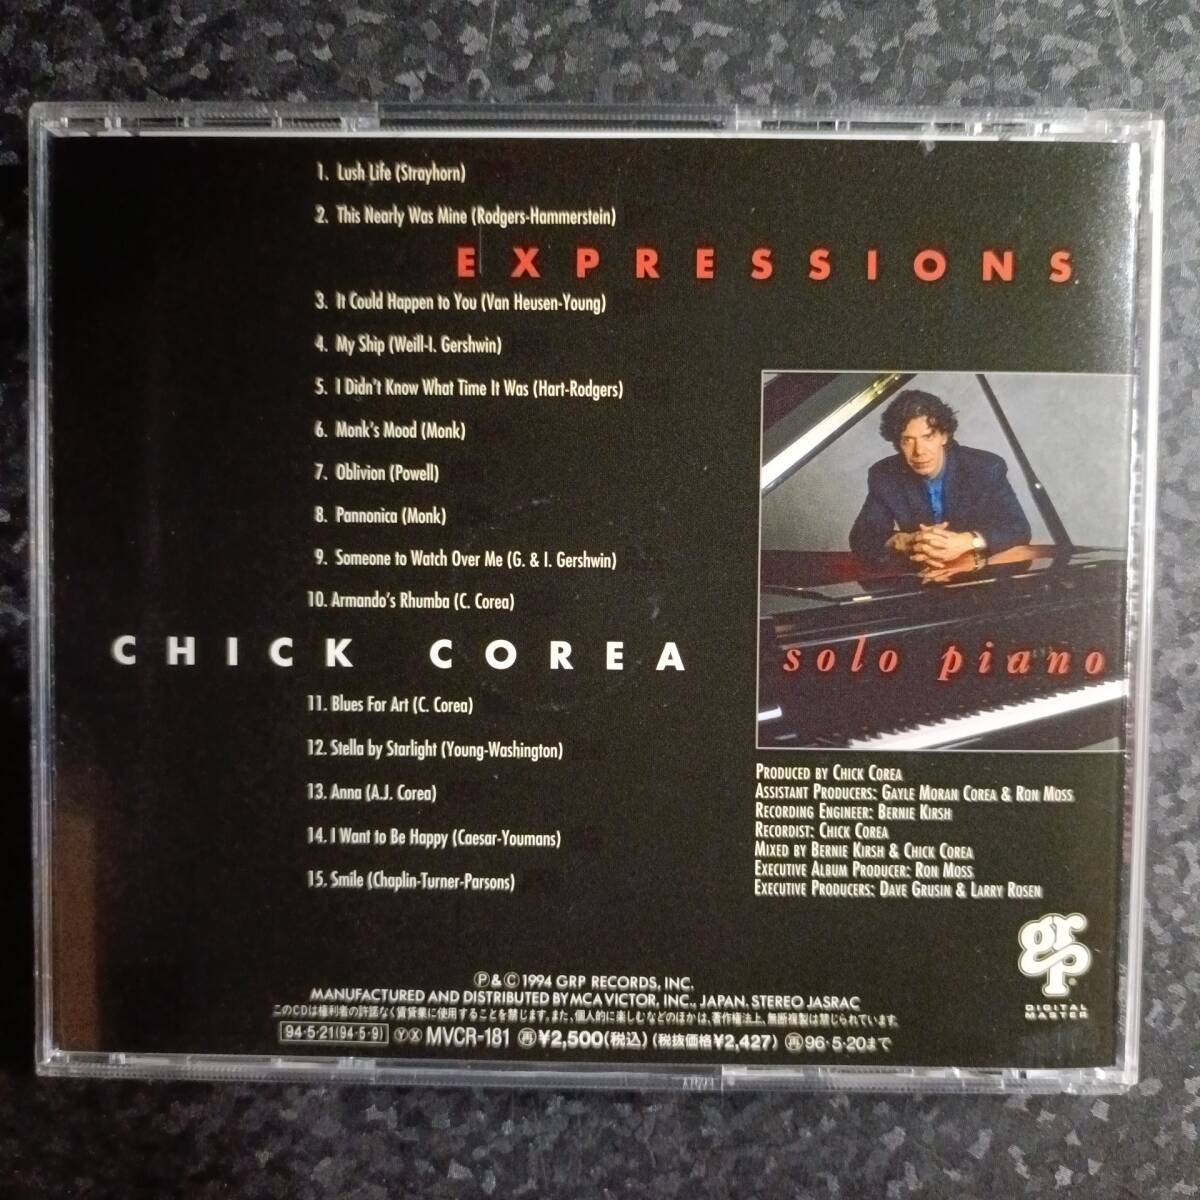 1. Lush Life (Strayhorn)
2. This Nearly Was Mine (Rodgers-Hammerstein)
EXPRESSIONS
3. It Could Happen to You (Van Heusen-Young)
4. My Ship (Weill-I. Gershwin)
5. I Didn't Know What Time It Was (Hart-Rodgers)
6. Monk's Mood (Monk)
7. Oblivion (Powell)
8. Pannonica (Monk)
9. Someone to Watch Over Me (G. & I. Gershwin)
10. Armando's Rhumba (C. Corea)
CHICK COREA
11. Blues For Art (C. Corea)
12. Stella by Starlight (Young-Washington)
13. Anna (A.J. Corea)
14. I Want to Be Happy (Caesar-Youmans)
15. Smile (Chaplin-Turner-Parsons)
solo piano
PRODUCED BY CHICK COREA
ASSISTANT PRODUCERS: GAYLE MORAN COREA & RON MOSS
RECORDING ENGINEER: BERNIE KIRSH
RECORDIST: CHICK COREA
MIXED BY BERNIE KIRSH & CHICK COREA
EXECUTIVE ALBUM PRODUCER: RON MOSS
EXECUTIVE PRODUCERS: DAVE GRUSIN & LARRY ROSEN
grp
DIGITAL
MASTER
Ⓟ&Ⓒ1994 GRP RECORDS, INC.
MANUFACTURED AND DISTRIBUTED BY MCA VICTOR, INC., JAPAN. STEREO JASRAC
このCDは権利者の許諾なく賃貸業に使用することを禁じます。また、個人的に楽しむなどのほかは、著作権法上、無断複製は禁じられています。
94・5・21(94・5・9) ⓎⓍ MVCR-181 ㊢¥2,500(税込)(税抜価格¥2,427) ㊢96・5・20まで